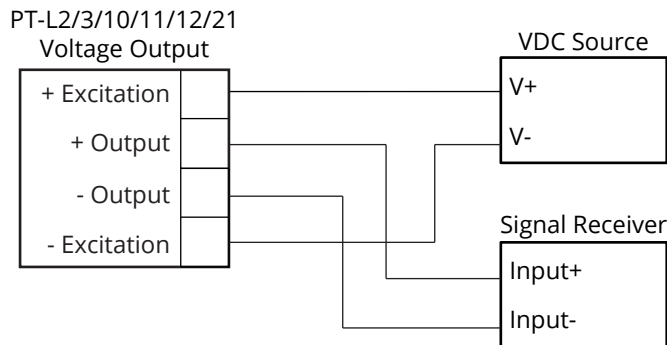 PT-L2/3/10/11/12/21
Voltage Output
+ Excitation
+ Output
- Output
- Excitation
VDC Source
V+
V-
Signal Receiver
Input+
Input-